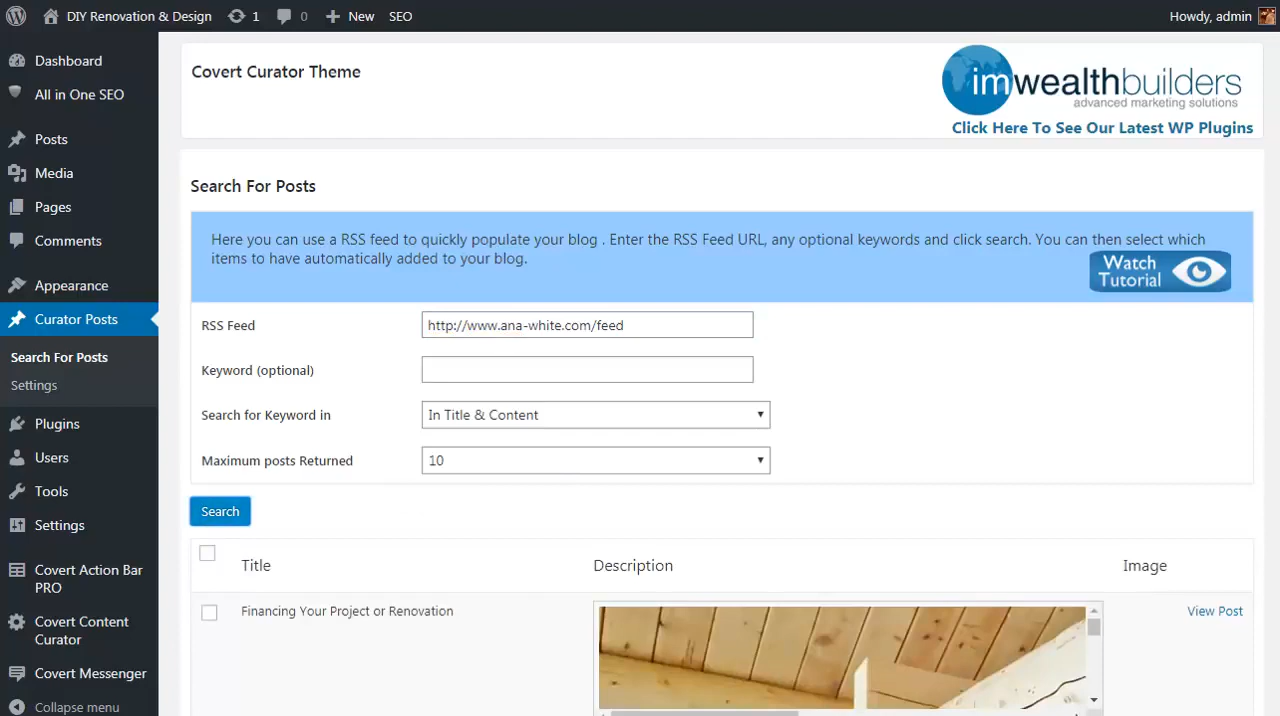 DIY Renovation & Design 1 0 New SEO Howdy, admin
Dashboard
All in One SEO
Posts
Media
Pages
Comments
Appearance
Curator Posts
Search For Posts
Settings
Plugins
Users
Tools
Settings
Covert Action Bar
PRO
Covert Content
Curator
Covert Messenger
Collapse menu
Covert Curator Theme
imwealthbuilders
advanced marketing solutions
Click Here To See Our Latest WP Plugins
Search For Posts
Here you can use a RSS feed to quickly populate your blog . Enter the RSS Feed URL, any optional keywords and click search. You can then select which
items to have automatically added to your blog.
Watch
Tutorial
RSS Feed http://www.ana-white.com/feed
Keyword (optional)
Search for Keyword in In Title & Content
Maximum posts Returned 10
Search
Title Description Image
Financing Your Project or Renovation View Post